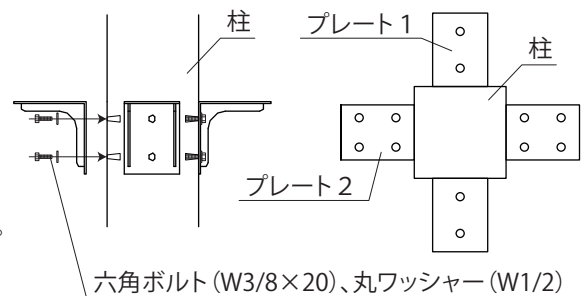 柱
プレート 1
柱
プレート 2
。
六角ボルト(W3/8×20)、丸ワッシャー(W1/2)